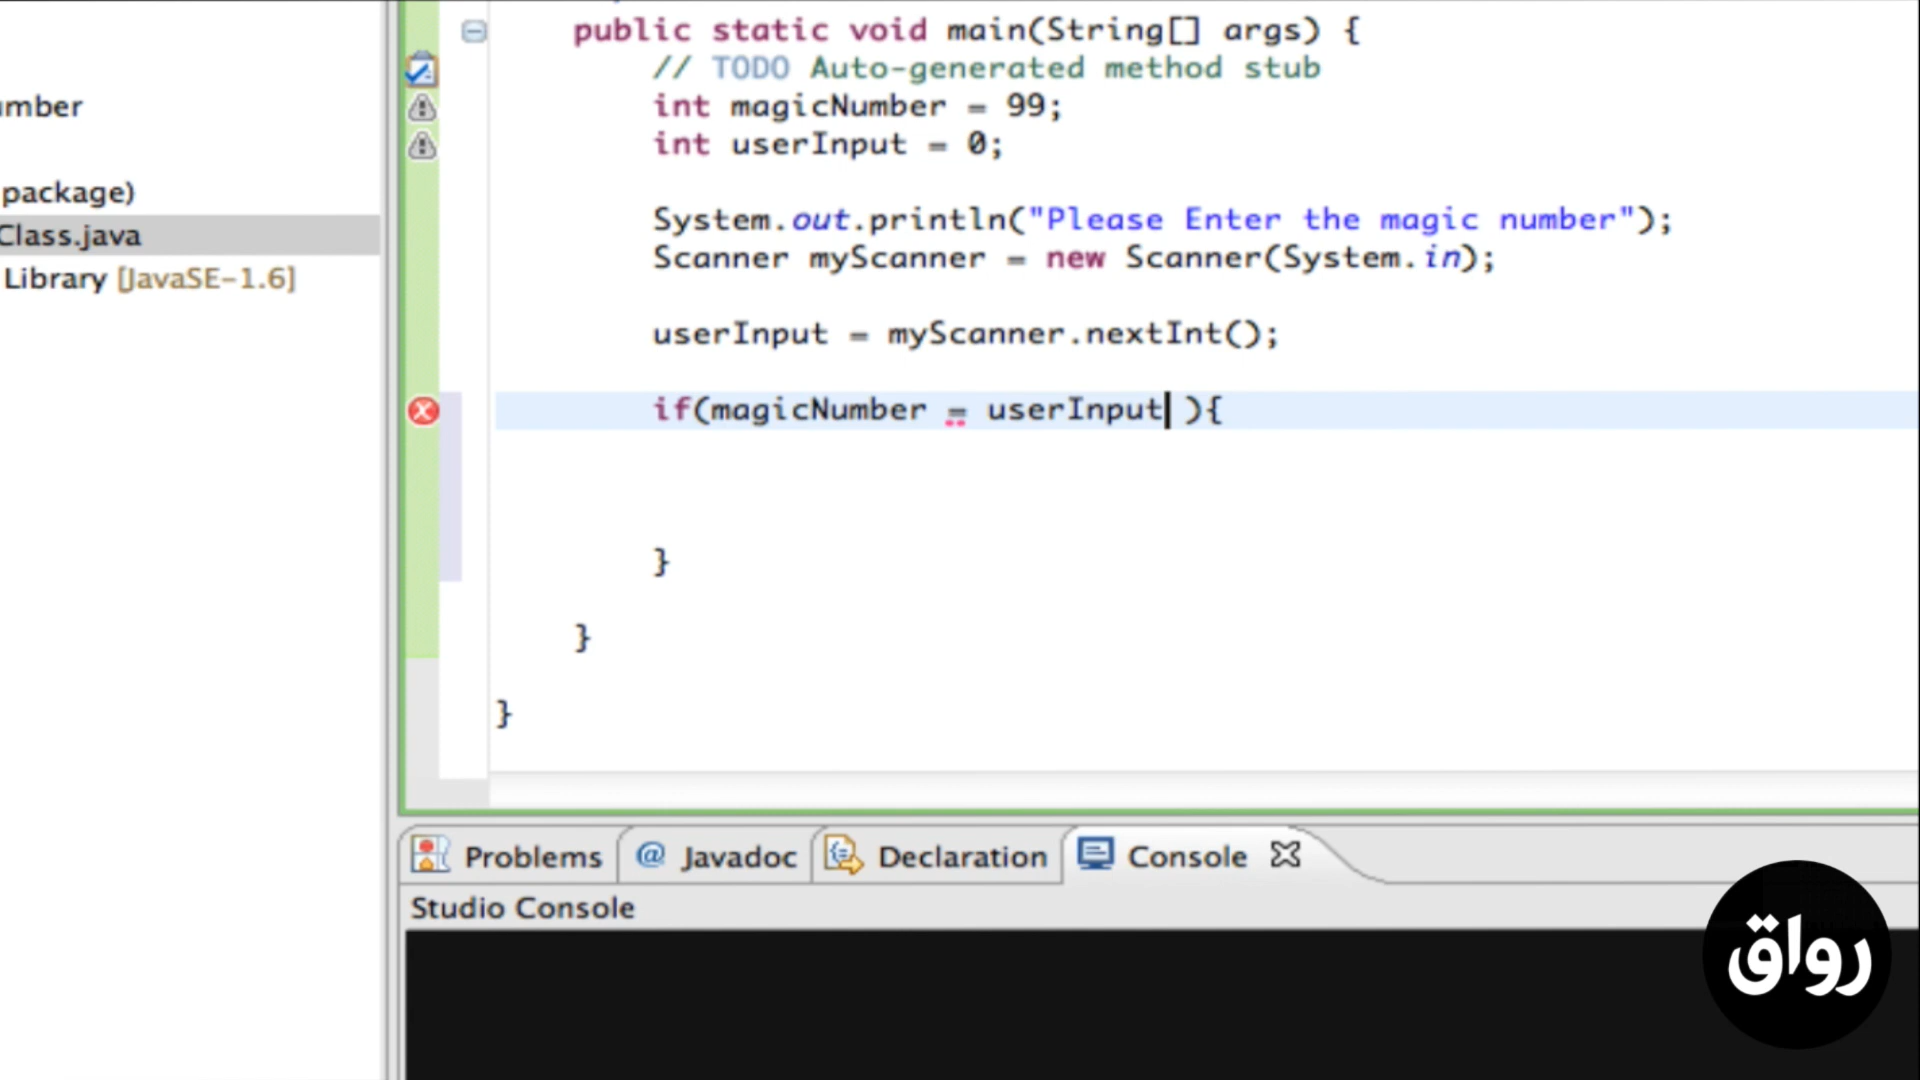 public static void main(String[] args) {
// TODO Auto-generated method stub
int magicNumber = 99;
int userInput = 0;
System.out.println("Please Enter the magic number");
Scanner myScanner = new Scanner(System.in);
userInput = myScanner.nextInt();
if(magicNumber = userInput ){
}
}
}
umber
package)
Class.java
Library [JavaSE-1.6]
Problems
@ Javadoc
Declaration
Console
Studio Console
رواق